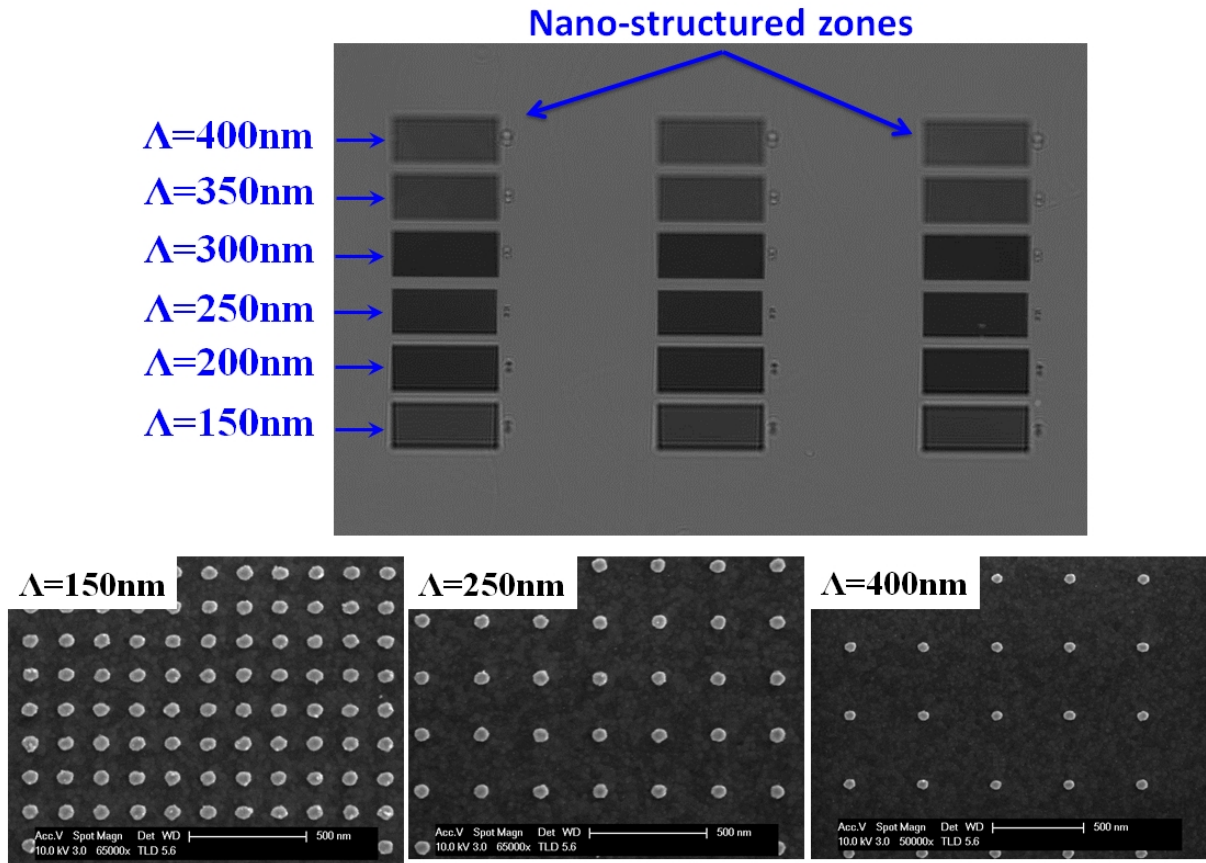 Nano-structured zones
Λ=400nm
Λ=350nm
Λ=300nm
Λ=250nm
Λ=200nm
Λ=150nm
Λ=150nm
Acc.V Spot Magn Det WD 500 nm
10.0 kV 3.0 65000x TLD 5.6
Λ=250nm
Acc.V Spot Magn Det WD 500 nm
10.0 kV 3.0 65000x TLD 5.6
Λ=400nm
Acc.V Spot Magn Det WD 500 nm
10.0 kV 3.0 50000x TLD 5.6